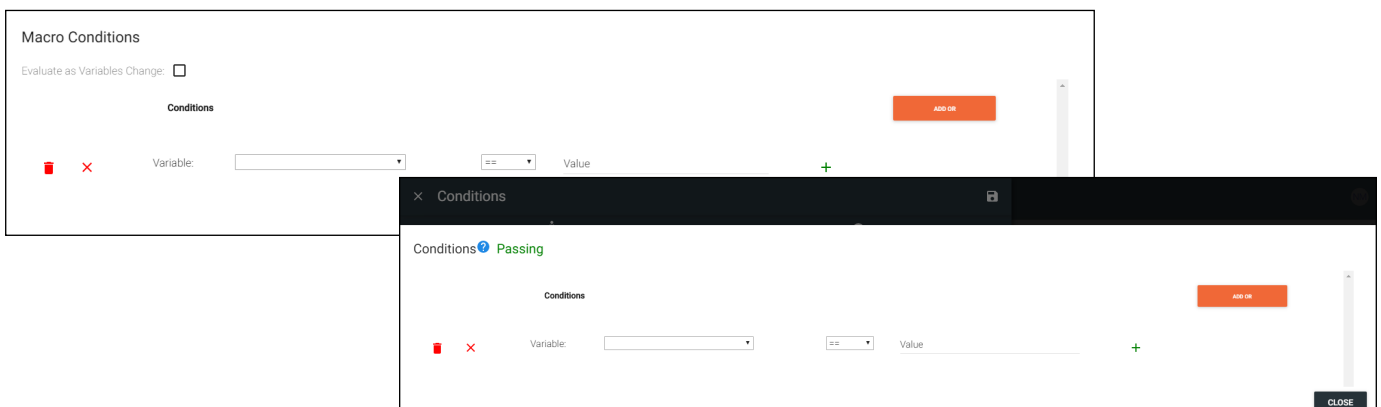 Macro Conditions
Evaluate as Variables Change:
Conditions
ADD OR
Variable:
==
Value
+
× Conditions
Conditions? Passing
Conditions
ADD OR
Variable:
==
Value
+
CLOSE